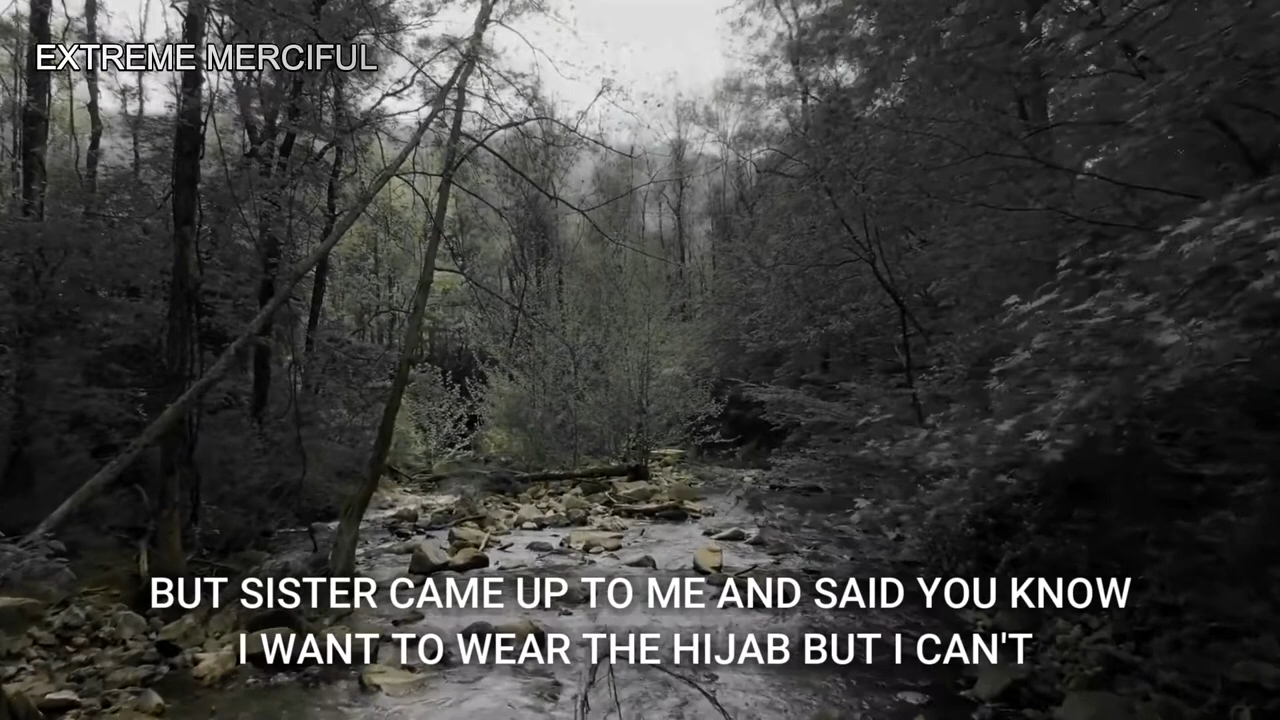 EXTREME MERCIFUL
BUT SISTER CAME UP TO ME AND SAID YOU KNOW
I WANT TO WEAR THE HIJAB BUT I CAN'T